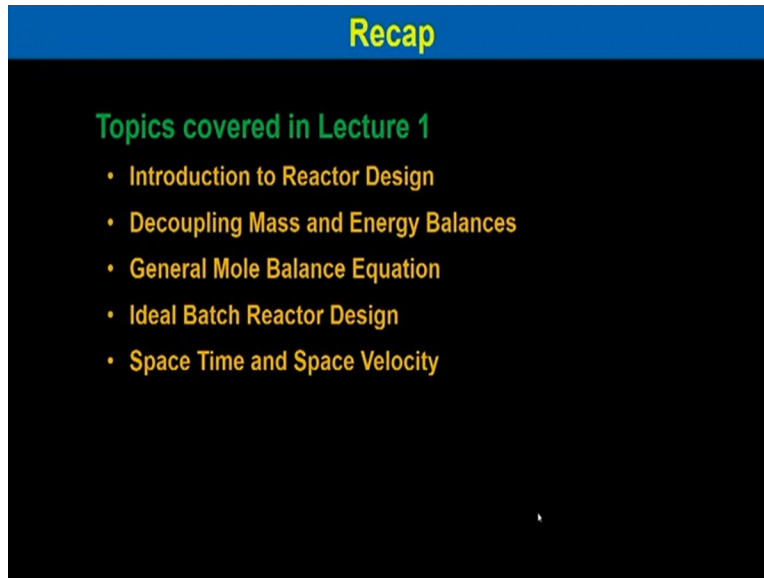 Recap
Topics covered in Lecture 1
• Introduction to Reactor Design
• Decoupling Mass and Energy Balances
• General Mole Balance Equation
• Ideal Batch Reactor Design
• Space Time and Space Velocity